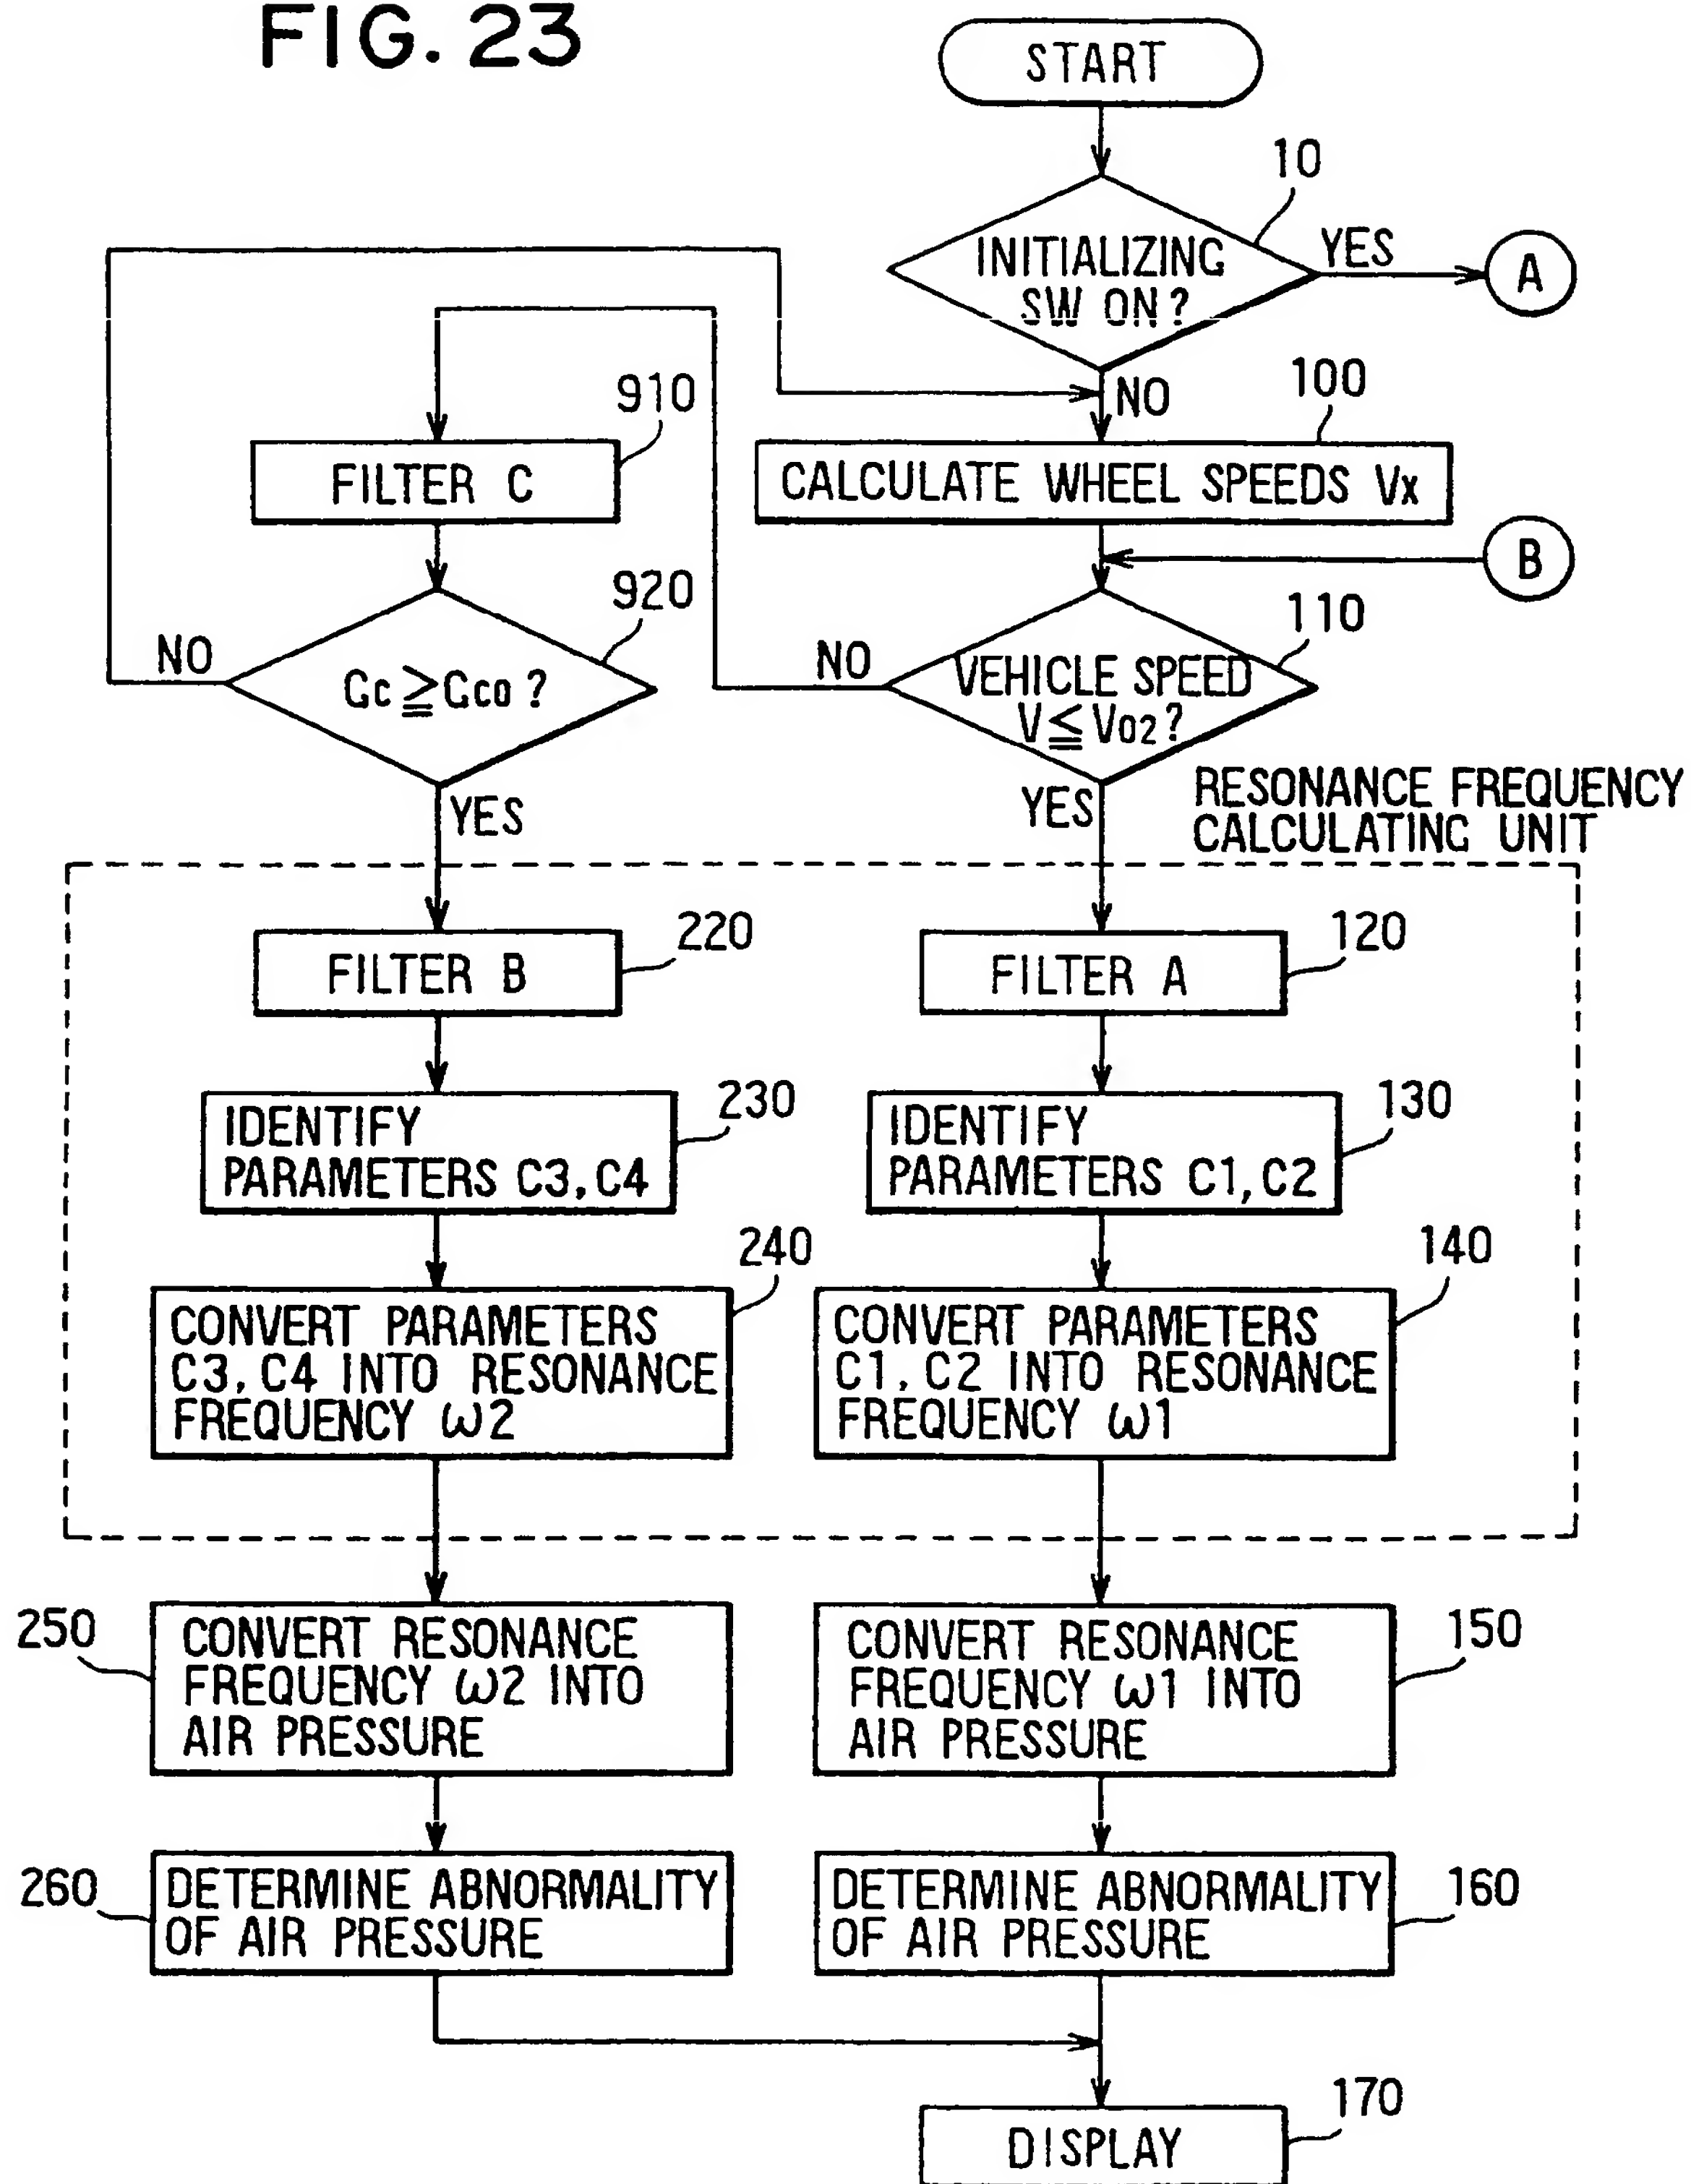 FIG. 23
START
10
INITIALIZING
SW ON?
YES
A
NO
100
CALCULATE WHEEL SPEEDS Vx
B
910
FILTER C
920
GC ≧ GCO ?
NO
YES
110
VEHICLE SPEED
V ≦ VO2 ?
NO
YES
RESONANCE FREQUENCY
CALCULATING UNIT
220
FILTER B
120
FILTER A
230
IDENTIFY
PARAMETERS C3, C4
130
IDENTIFY
PARAMETERS C1, C2
240
CONVERT PARAMETERS
C3, C4 INTO RESONANCE
FREQUENCY ω2
140
CONVERT PARAMETERS
C1, C2 INTO RESONANCE
FREQUENCY ω1
250
CONVERT RESONANCE
FREQUENCY ω2 INTO
AIR PRESSURE
150
CONVERT RESONANCE
FREQUENCY ω1 INTO
AIR PRESSURE
260
DETERMINE ABNORMALITY
OF AIR PRESSURE
160
DETERMINE ABNORMALITY
OF AIR PRESSURE
170
DISPLAY